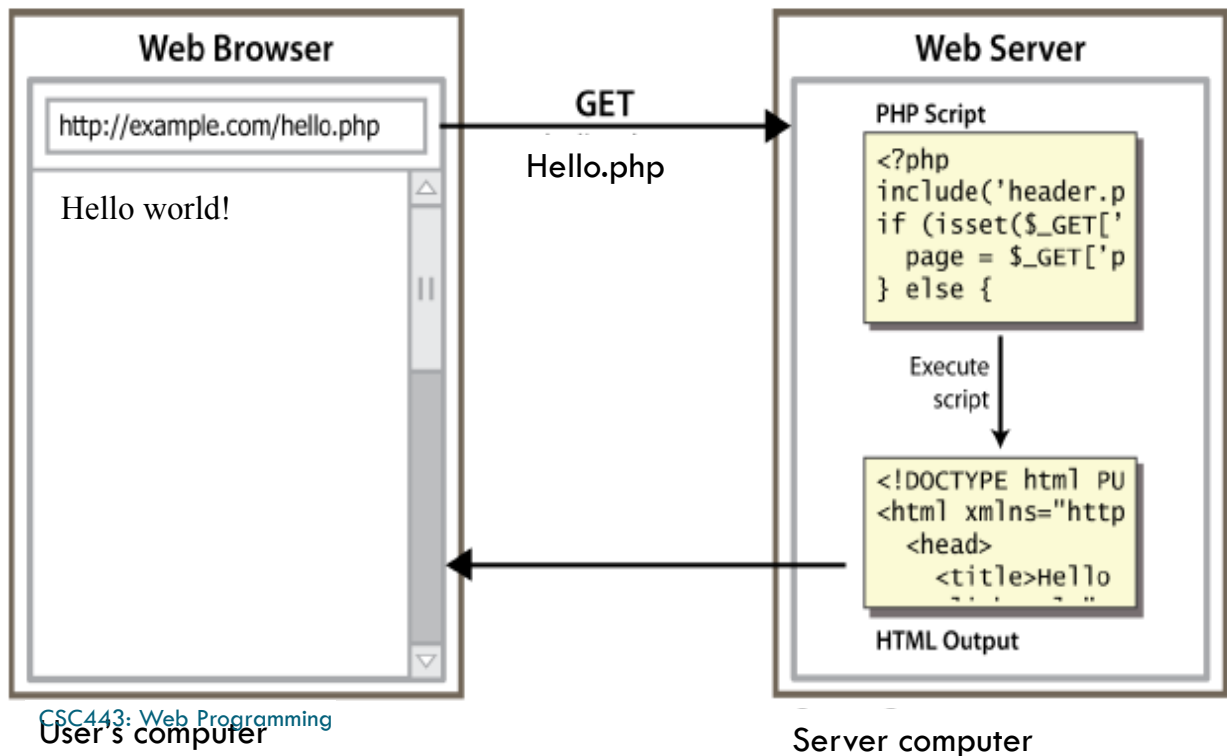 Web Browser
http://example.com/hello.php
Hello world!
GET
Hello.php
Web Server
PHP Script
<?php
include('header.p
if (isset($_GET['
page = $_GET['p
} else {
Execute
script
<!DOCTYPE html PU
<html xmlns="http
<head>
<title>Hello
HTML Output
CSC443: Web Programming
User's computer
Server computer